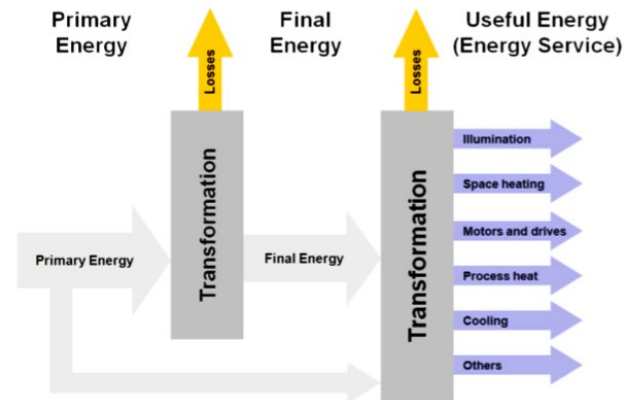 Primary
Energy
Final
Energy
Useful Energy
(Energy Service)
Losses
Losses
Transformation
Transformation
Primary Energy
Final Energy
Illumination
Space heating
Motors and drives
Process heat
Cooling
Others